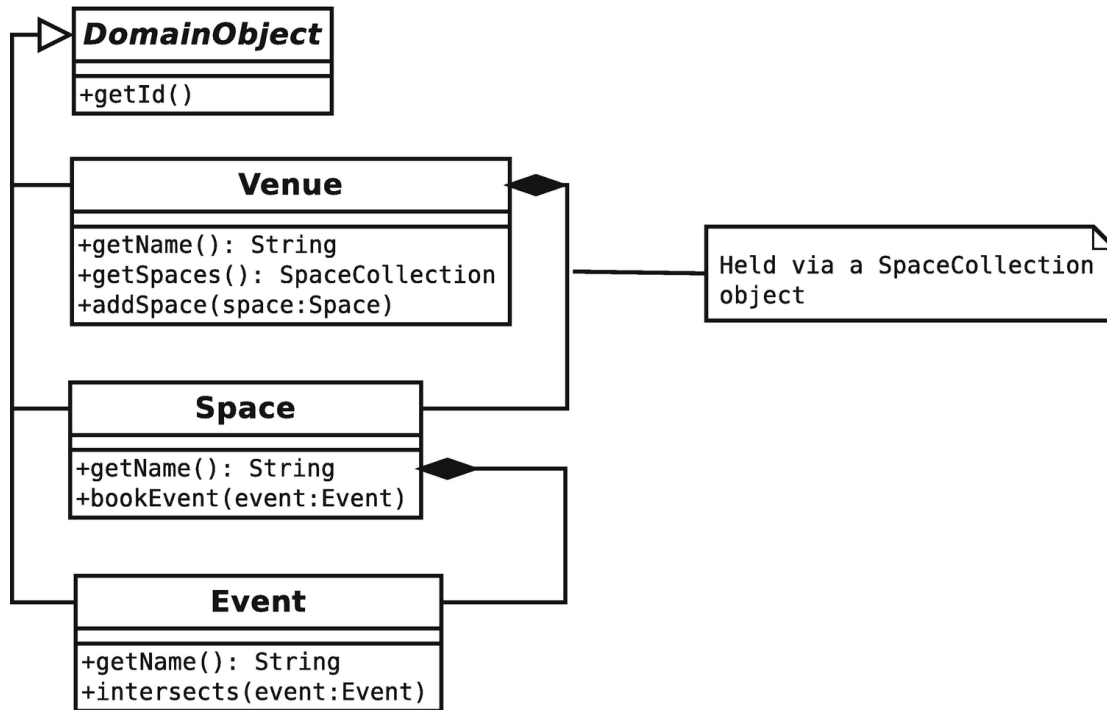 DomainObject
+getId()
Venue
+getName(): String
+getSpaces(): SpaceCollection
+addSpace(space:Space)
Held via a SpaceCollection
object
Space
+getName(): String
+bookEvent(event:Event)
Event
+getName(): String
+intersects(event:Event)